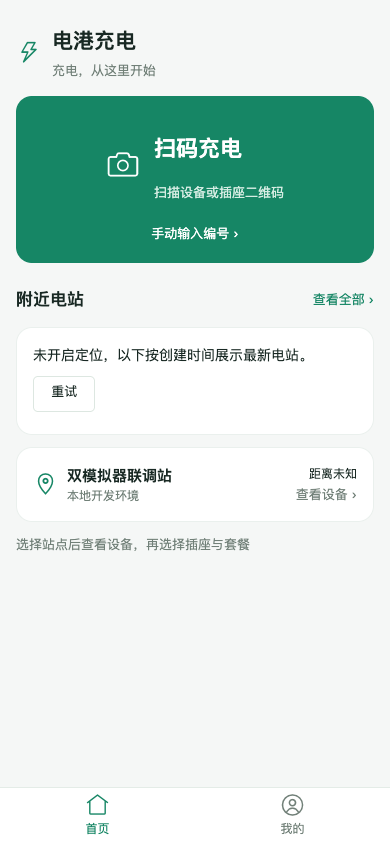 电港充电
充电，从这里开始
扫码充电
扫描设备或插座二维码
手动输入编号 ›
附近电站
查看全部 ›
未开启定位，以下按创建时间展示最新电站。
重试
双模拟器联调站
距离未知
本地开发环境
查看设备 ›
选择站点后查看设备，再选择插座与套餐
首页
我的